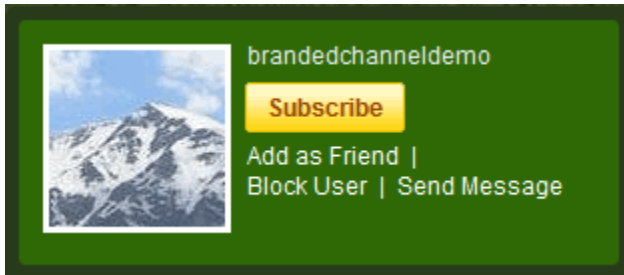 brandedchanneldemo
Subscribe
Add as Friend |
Block User | Send Message